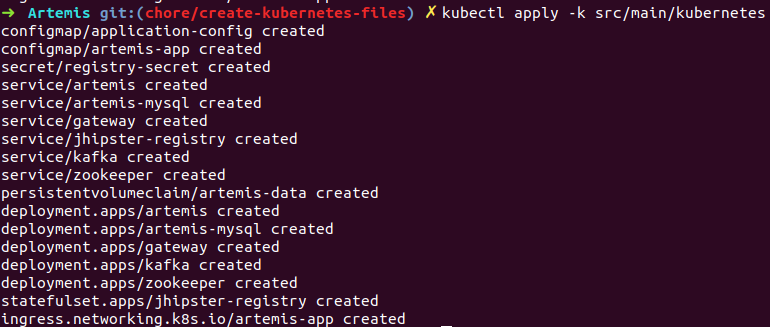 ➜ Artemis git:(chore/create-kubernetes-files) ✗ kubectl apply -k src/main/kubernetes
configmap/application-config created
configmap/artemis-app created
secret/registry-secret created
service/artemis created
service/artemis-mysql created
service/gateway created
service/jhipster-registry created
service/kafka created
service/zookeeper created
persistentvolumeclaim/artemis-data created
deployment.apps/artemis created
deployment.apps/artemis-mysql created
deployment.apps/gateway created
deployment.apps/kafka created
deployment.apps/zookeeper created
statefulset.apps/jhipster-registry created
ingress.networking.k8s.io/artemis-app created